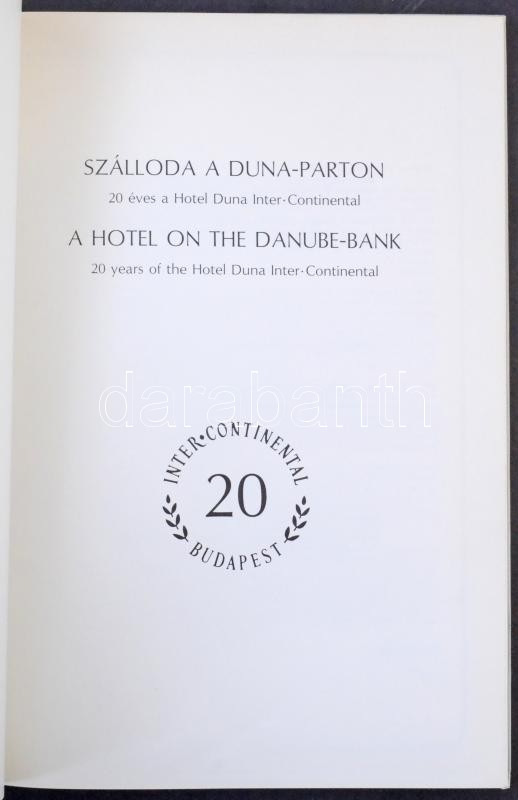 SZÁLLODA A DUNA-PARTON
20 éves a Hotel Duna Inter·Continental
A HOTEL ON THE DANUBE-BANK
20 years of the Hotel Duna Inter·Continental
darabanth
INTER•CONTINENTAL
20
BUDAPEST